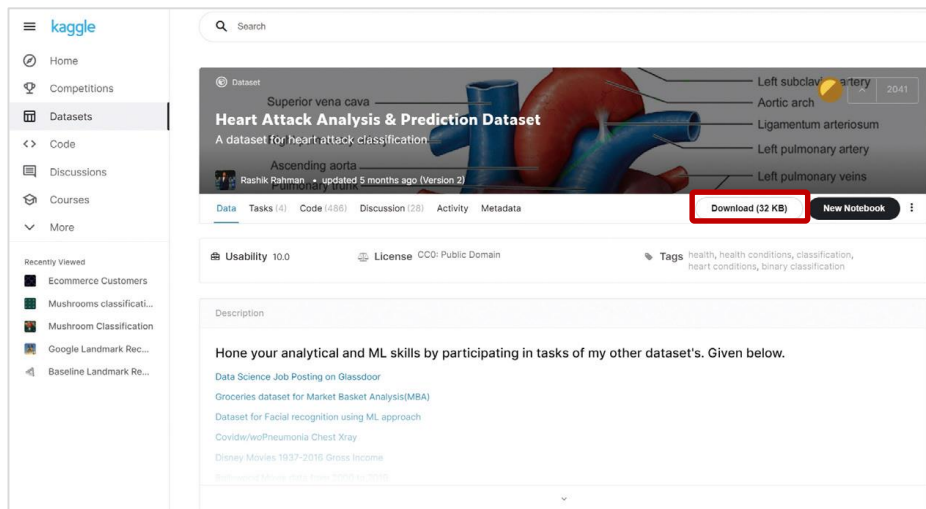 kaggle
Search
Home
Competitions
Datasets
Code
Discussions
Courses
More
Recently Viewed
Ecommerce Customers
Mushrooms classificati...
Mushroom Classification
Google Landmark Rec...
Baseline Landmark Re...
Dataset
2041
Superior vena cava
Left subclavian artery
Aortic arch
Heart Attack Analysis & Prediction Dataset
Ligamentum arteriosum
A dataset for heart attack classification
Left pulmonary artery
Ascending aorta
Left pulmonary veins
Rashik Rahman • updated 5 months ago (Version 2)
Pulmonary trunk
Data Tasks (4) Code (486) Discussion (28) Activity Metadata
Download (32 KB) New Notebook
Usability 10.0 License CC0: Public Domain Tags health, health conditions, classification,
heart conditions, binary classification
Description
Hone your analytical and ML skills by participating in tasks of my other dataset's. Given below.
Data Science Job Posting on Glassdoor
Groceries dataset for Market Basket Analysis(MBA)
Dataset for Facial recognition using ML approach
Covidw/woPneumonia Chest Xray
Disney Movies 1937-2016 Gross Income